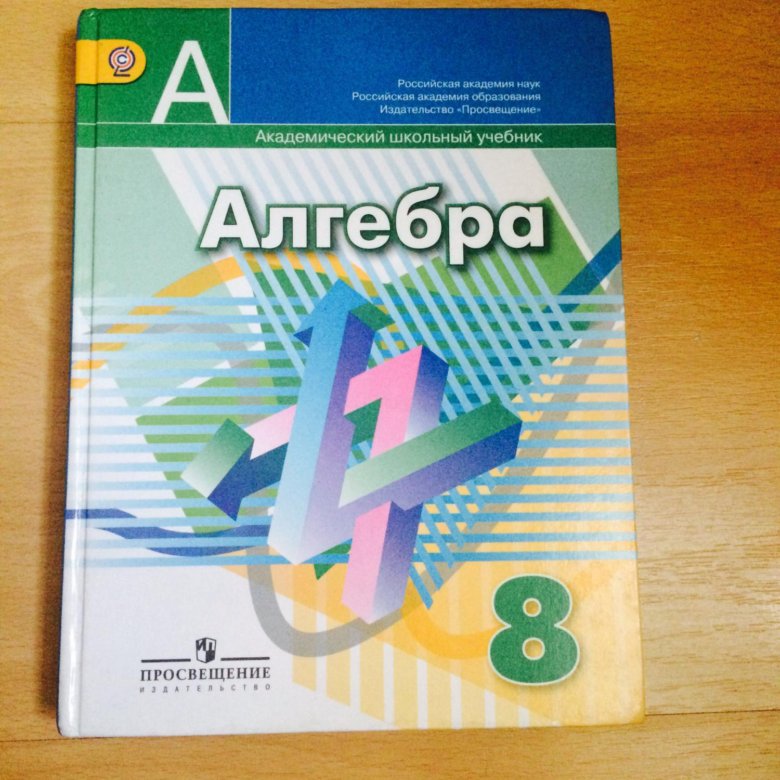 А
Российская академия наук
Российская академия образования
Издательство «Просвещение»
Академический школьный учебник
Алгебра
8
ПРОСВЕЩЕНИЕ
ИЗДАТЕЛЬСТВО